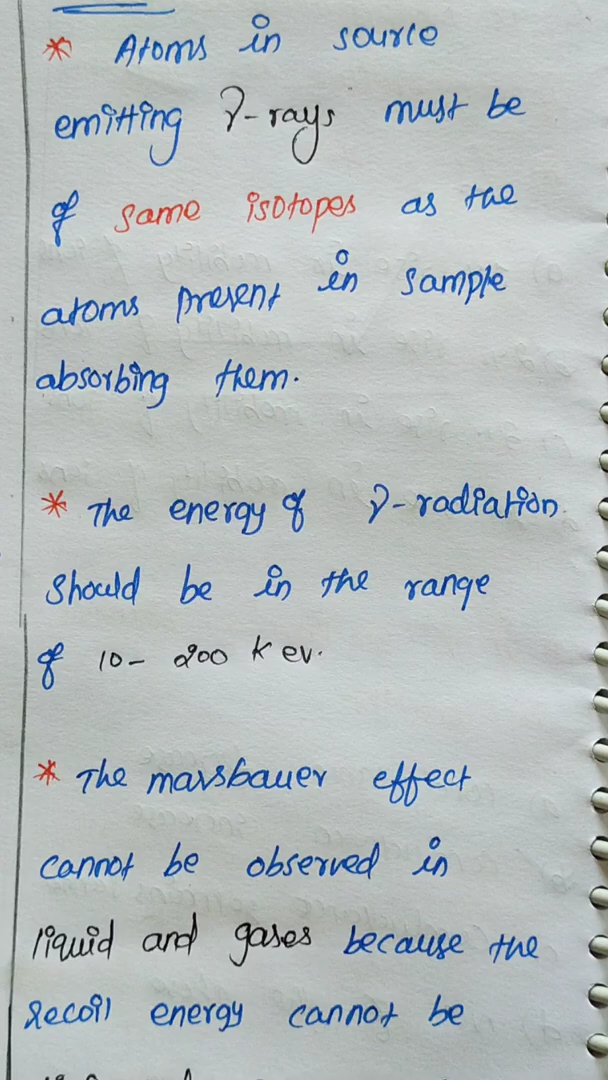 * Atoms in source
emitting γ-rays must be
of same isotopes as the
atoms present in sample
absorbing them.
* The energy of γ-radiation
should be in the range
of 10- 200 Kev.
* The mavsbauer effect
cannot be observed in
liquid and gases because the
recoil energy cannot be